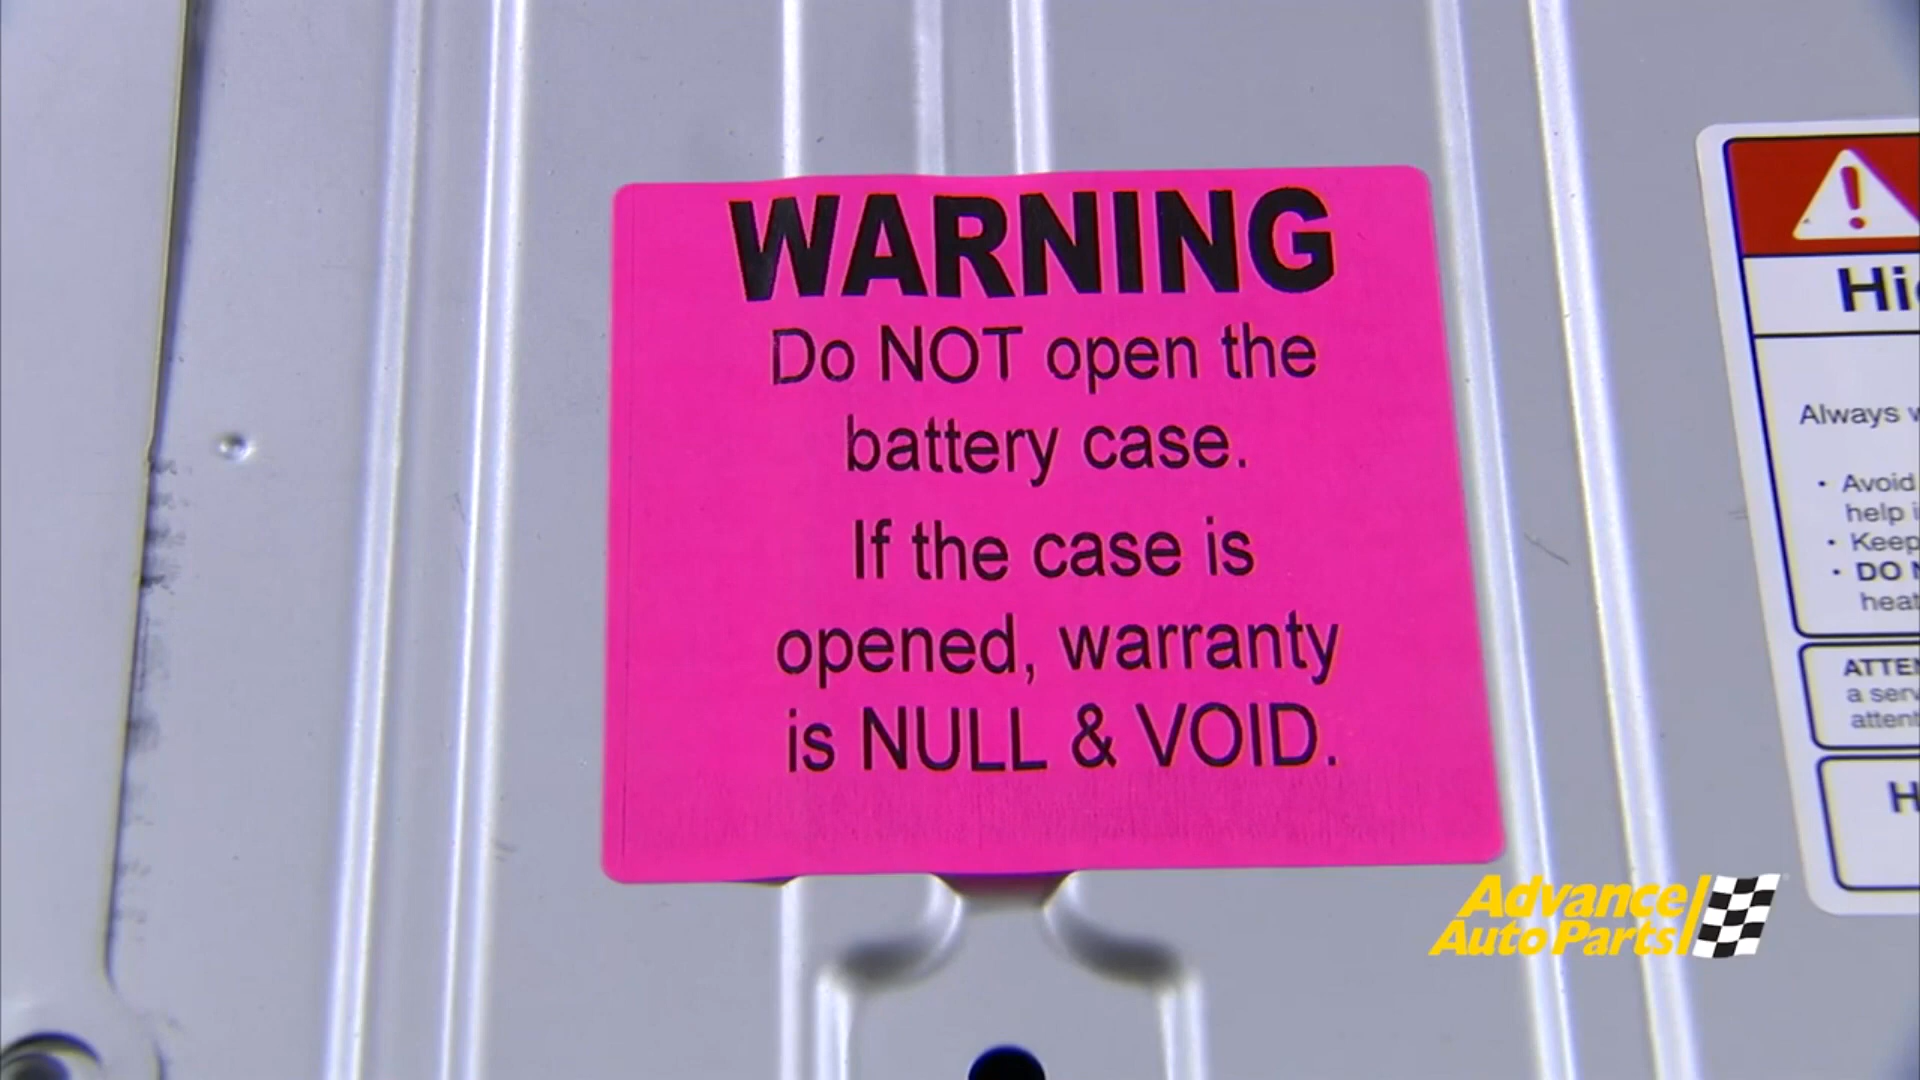 WARNING
Do NOT open the
battery case.
If the case is
opened, warranty
is NULL & VOID.
Always
Avoid
help
Keep
DO
heat
a
Advance
Auto Parts